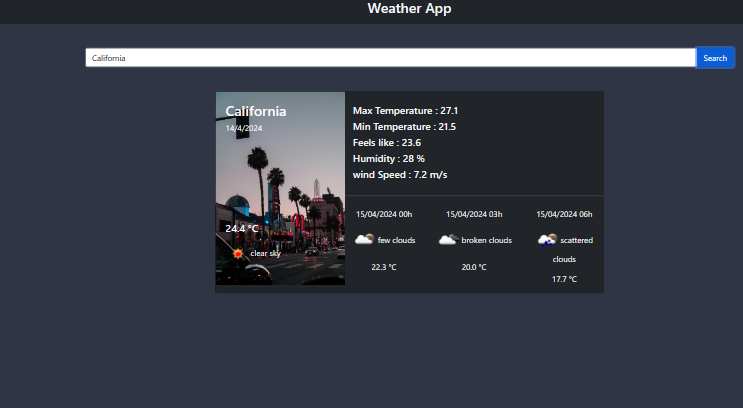 Weather App
California
Search
California
14/4/2024
24.4 °C
clear sky
Max Temperature : 27.1
Min Temperature : 21.5
Feels like : 23.6
Humidity : 28 %
wind Speed : 7.2 m/s
15/04/2024 00h
few clouds
22.3 °C
15/04/2024 03h
broken clouds
20.0 °C
15/04/2024 06h
scattered
clouds
17.7 °C